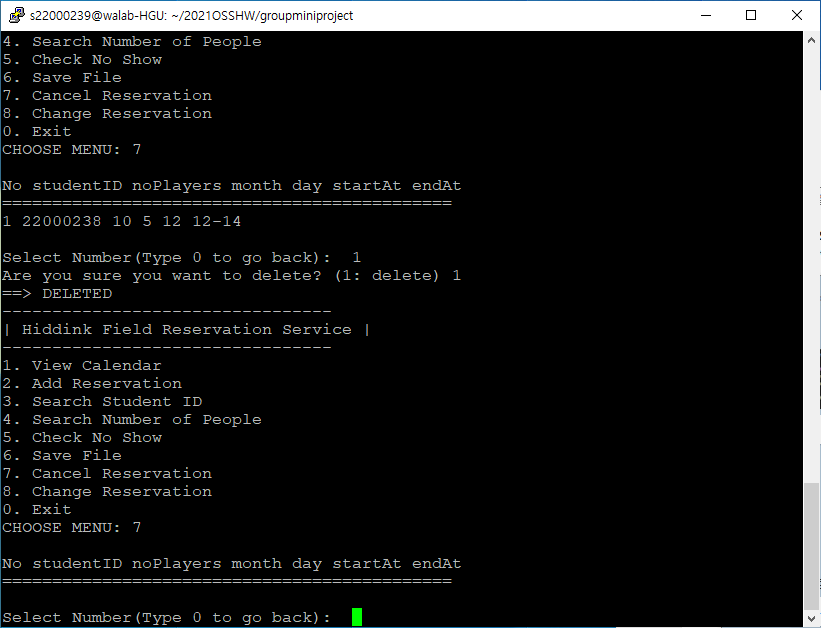 s22000239@walab-HGU: ~/2021OSSHW/groupminiproject
4. Search Number of People
5. Check No Show
6. Save File
7. Cancel Reservation
8. Change Reservation
0. Exit
CHOOSE MENU: 7
No studentID noPlayers month day startAt endAt
=============================================
1 22000238 10 5 12 12-14
Select Number(Type 0 to go back):  1
Are you sure you want to delete? (1: delete) 1
==> DELETED
---------------------------------
| Hiddink Field Reservation Service |
---------------------------------
1. View Calendar
2. Add Reservation
3. Search Student ID
4. Search Number of People
5. Check No Show
6. Save File
7. Cancel Reservation
8. Change Reservation
0. Exit
CHOOSE MENU: 7
No studentID noPlayers month day startAt endAt
=============================================
Select Number(Type 0 to go back):